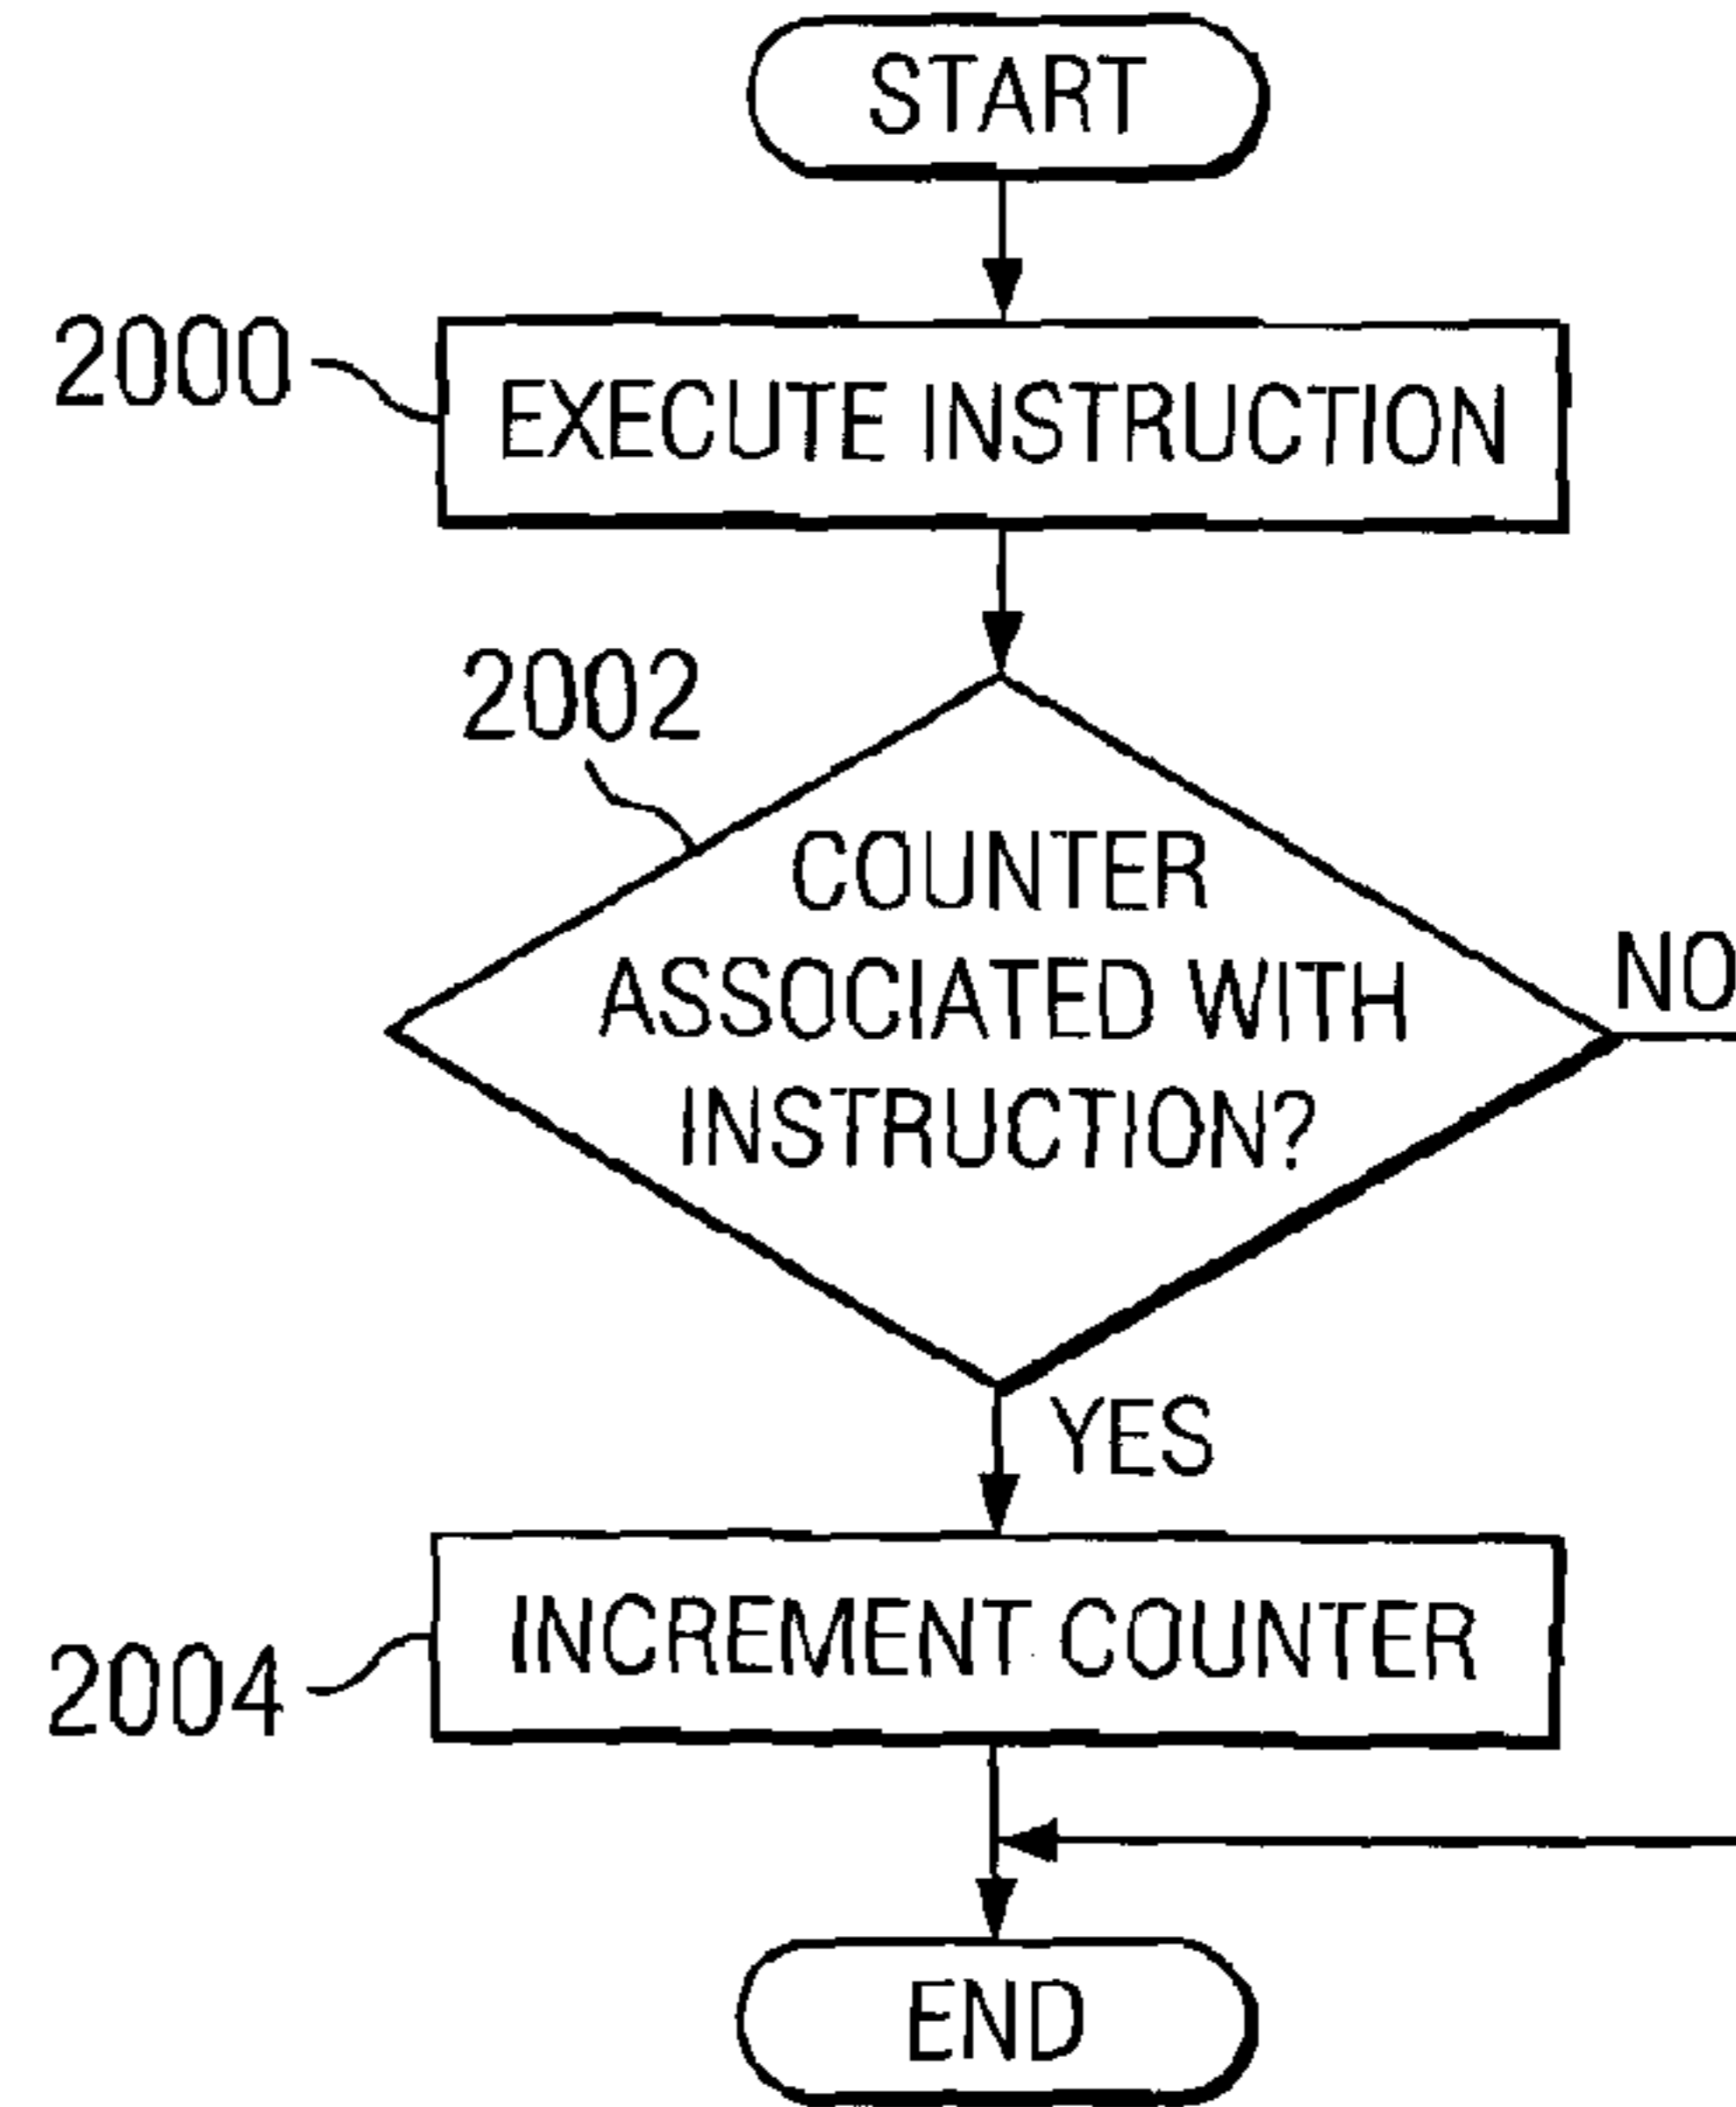 START
2000
EXECUTE INSTRUCTION
2002
COUNTER
ASSOCIATED WITH
INSTRUCTION?
NO
YES
INCREMENT COUNTER
2004
END